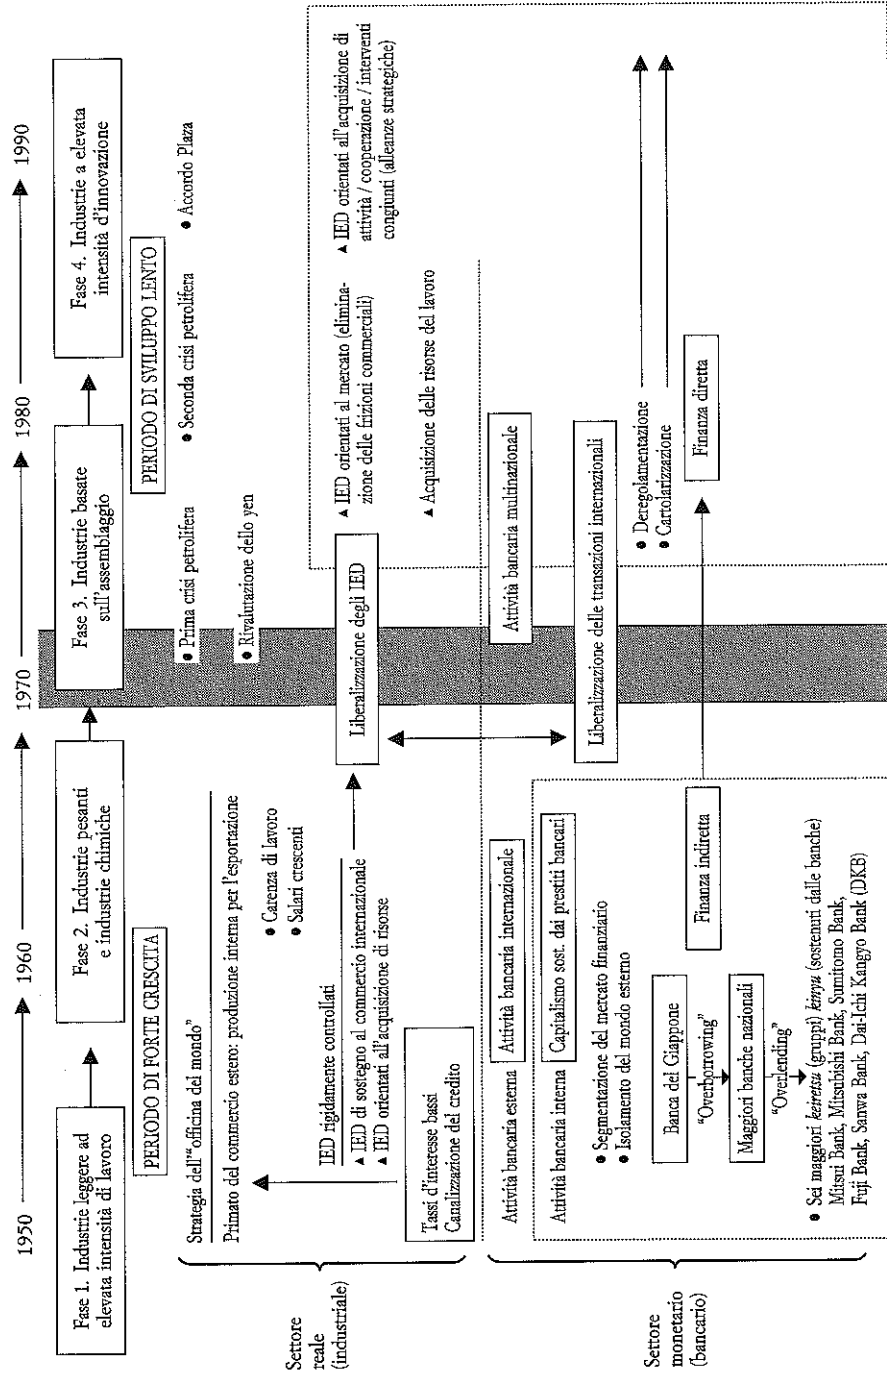 1950
1960
1970
1980
1990
Fase 1. Industrie leggere ad
elevata intensità di lavoro
Fase 2. Industrie pesanti
e industrie chimiche
Fase 3. Industrie basate
sull'assemblaggio
Fase 4. Industrie a elevata
intensità d'innovazione
PERIODO DI FORTE CRESCITA
PERIODO DI SVILUPPO LENTO
• Prima crisi petrolifera
• Seconda crisi petrolifera
• Accordo Plaza
• Rivalutazione dello yen
Settore
reale
(industriale)
Strategia dell'"officina del mondo"
Primato del commercio estero: produzione interna per l'esportazione
• Carenza di lavoro
• Salari crescenti
IED rigidamente controllati
▲ IED di sostegno al commercio internazionale
▲ IED orientati all'acquisizione di risorse
Tassi d'interesse bassi
Canalizzazione del credito
Liberalizzazione degli IED
▲ IED orientati al mercato (elimina-
zione delle frizioni commerciali)
▲ Acquisizione delle risorse del lavoro
▲ IED orientati all'acquisizione di
attività / cooperazione / interventi
congiunti (alleanze strategiche)
Settore
monetario
(bancario)
Attività bancaria esterna
Attività bancaria internazionale
Attività bancaria multinazionale
Attività bancaria interna
Capitalismo sost. dai prestiti bancari
• Segmentazione del mercato finanziario
• Isolamento del mondo esterno
Liberalizzazione delle transazioni internazionali
• Deregolamentazione
• Cartolarizzazione
Banca del Giappone
"Overborrowing"
Maggiori banche nazionali
"Overlending"
Finanza indiretta
Finanza diretta
• Sei maggiori keiretsu (gruppi) kinyu (sostenuti dalle banche)
Mitsui Bank, Mitsubishi Bank, Sumitomo Bank,
Fuji Bank, Sanwa Bank, Dai-Ichi Kangyo Bank (DKB)